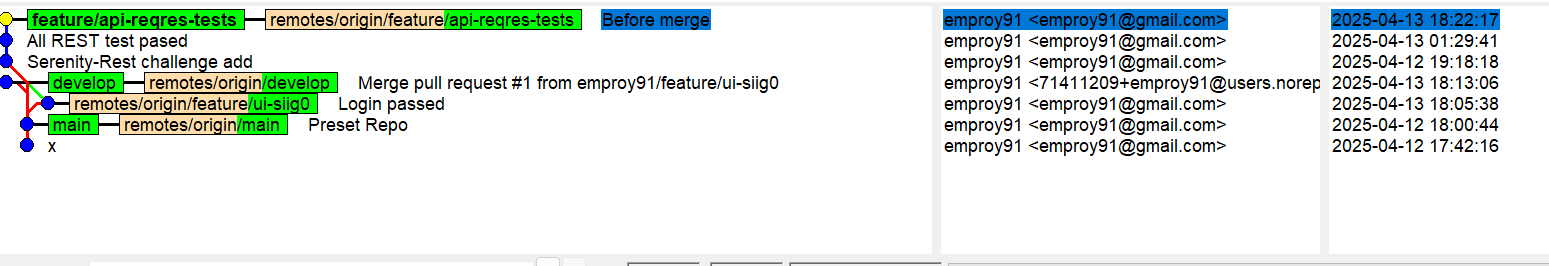 feature/api-reqres-tests remotes/origin/feature/api-reqres-tests Before merge emproy91 <emproy91@gmail.com> 2025-04-13 18:22:17
All REST test pased emproy91 <emproy91@gmail.com> 2025-04-13 01:29:41
Serenity-Rest challenge add emproy91 <emproy91@gmail.com> 2025-04-12 19:18:18
develop remotes/origin/develop Merge pull request #1 from emproy91/feature/ui-siig0 emproy91 <71411209+emproy91@users.norep 2025-04-13 18:13:06
remotes/origin/feature/ui-siig0 Login passed emproy91 <emproy91@gmail.com> 2025-04-13 18:05:38
main remotes/origin/main Preset Repo emproy91 <emproy91@gmail.com> 2025-04-12 18:00:44
x emproy91 <emproy91@gmail.com> 2025-04-12 17:42:16